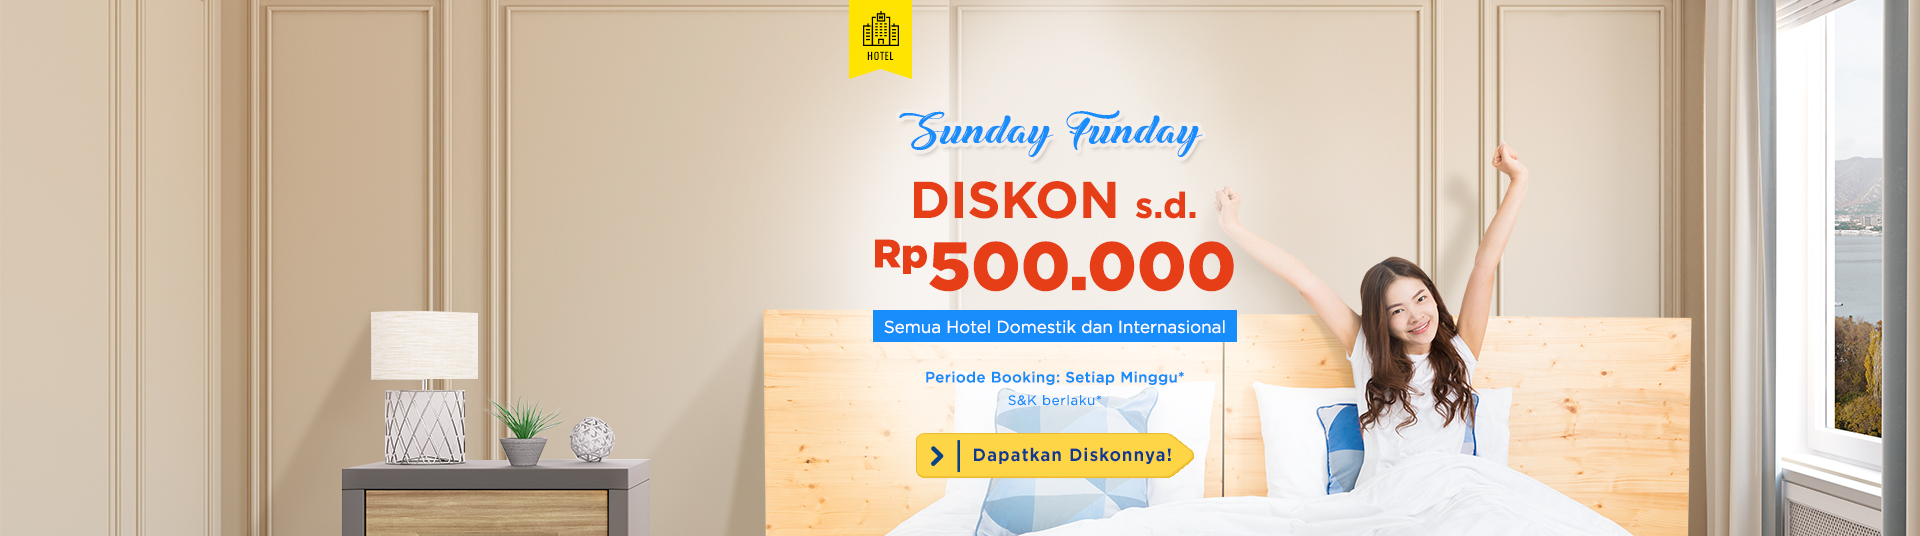 HOTEL
Sunday Funday
DISKON s.d.
Rp500.000
Semua Hotel Domestik dan Internasional
Periode Booking: Setiap Minggu*
S&K berlaku*
Dapatkan Diskonnya!